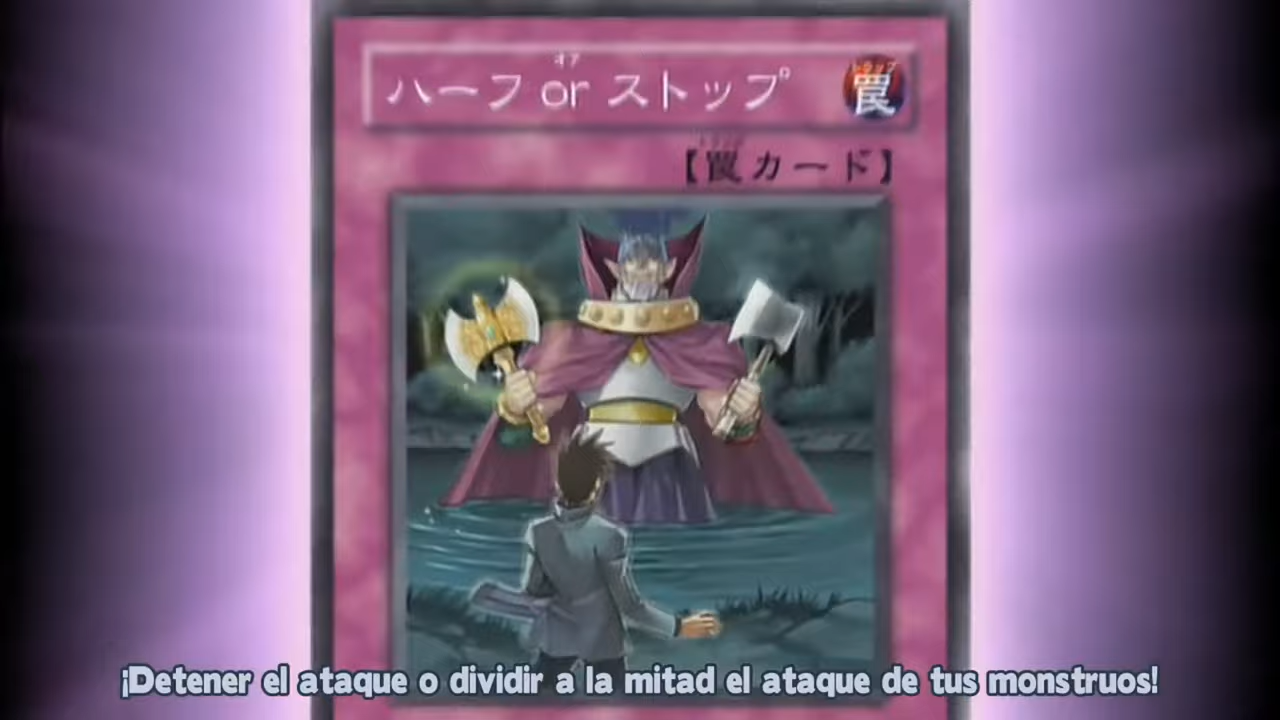 ハーフ or ストップ 罠
【罠カード】
¡Detener el ataque o dividir a la mitad el ataque de tus monstruos!